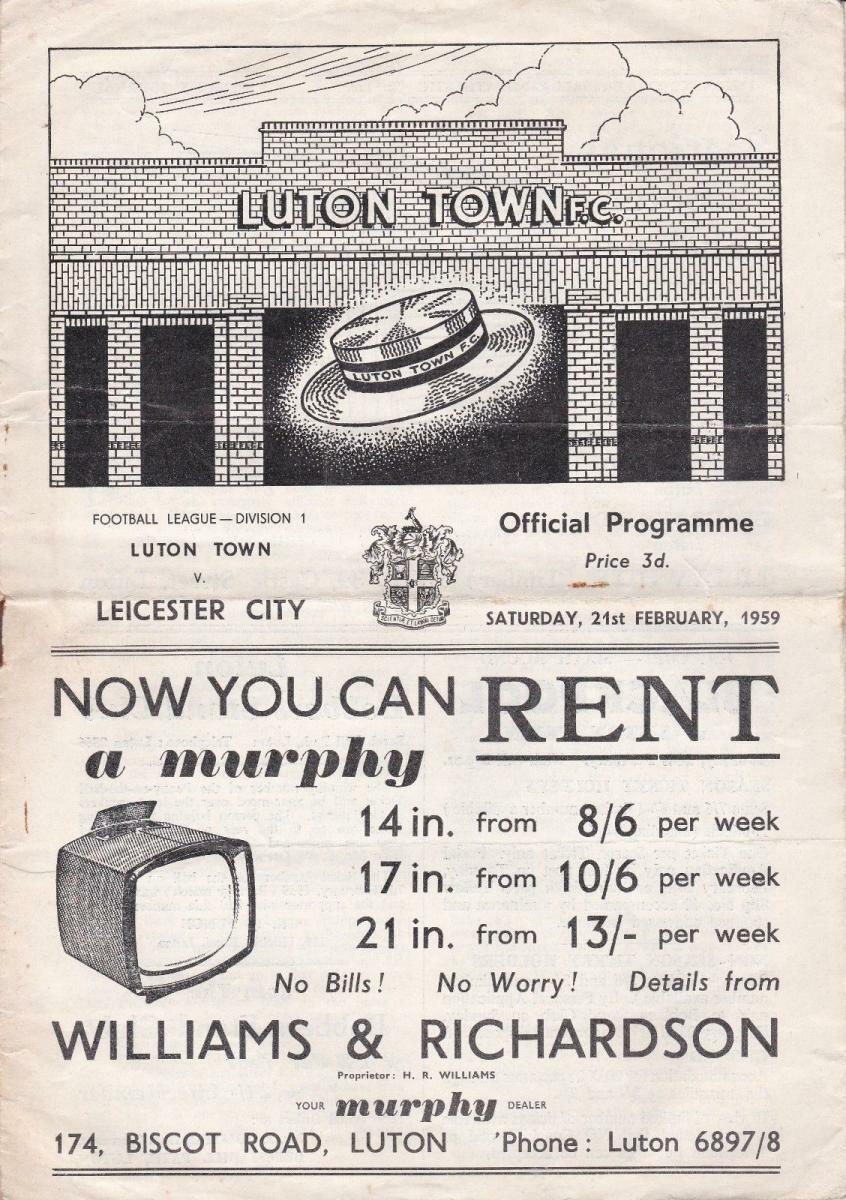 LUTON TOWN F.C.
LUTON TOWN F.C.
FOOTBALL LEAGUE — DIVISION 1
LUTON TOWN
v.
LEICESTER CITY
Official Programme
Price 3d.
SATURDAY, 21st FEBRUARY, 1959
NOW YOU CAN RENT
a murphy
14 in. from 8/6 per week
17 in. from 10/6 per week
21 in. from 13/- per week
No Bills! No Worry! Details from
WILLIAMS & RICHARDSON
Proprietor: H. R. WILLIAMS
YOUR murphy DEALER
174, BISCOT ROAD, LUTON 'Phone: Luton 6897/8